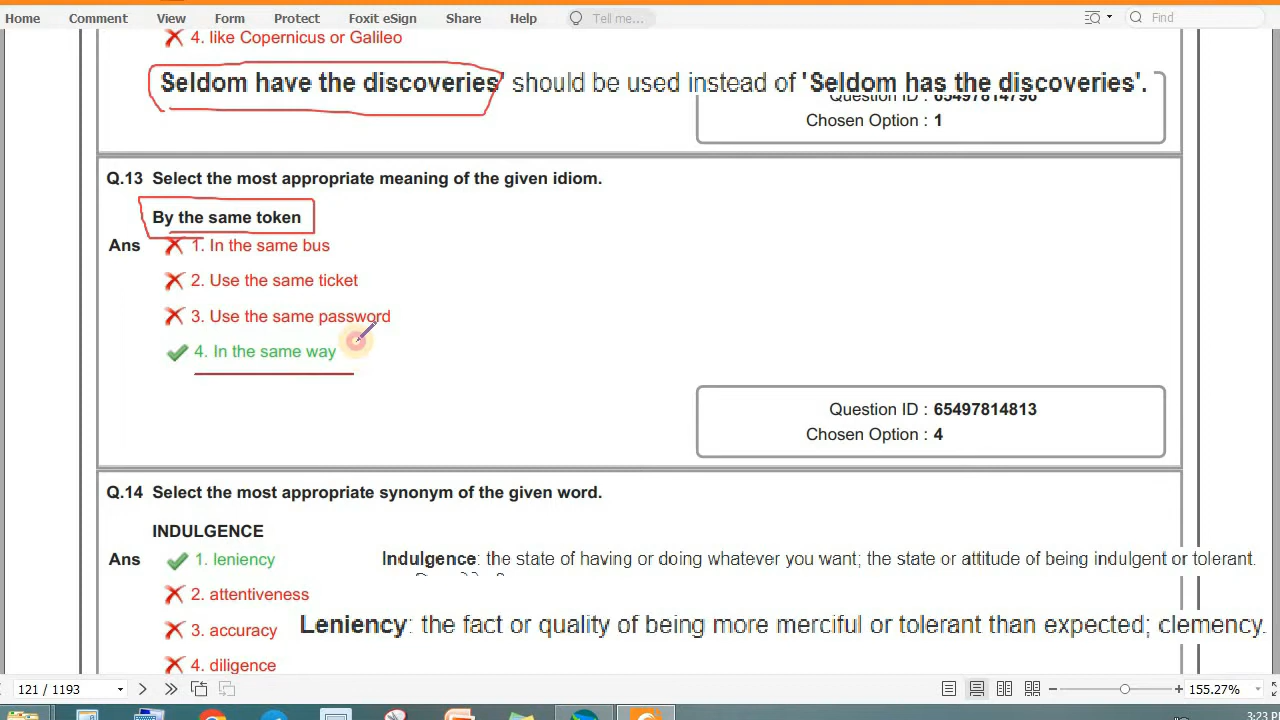 Home Comment View Form Protect Foxit eSign Share Help Tell me... Find
4. like Copernicus or Galileo
Seldom have the discoveries' should be used instead of 'Seldom has the discoveries'.
Question ID : 65497814796
Chosen Option : 1
Q.13 Select the most appropriate meaning of the given idiom.
By the same token
Ans 1. In the same bus
2. Use the same ticket
3. Use the same password
4. In the same way
Question ID : 65497814813
Chosen Option : 4
Q.14 Select the most appropriate synonym of the given word.
INDULGENCE
Ans 1. leniency Indulgence: the state of having or doing whatever you want; the state or attitude of being indulgent or tolerant.
2. attentiveness
3. accuracy Leniency: the fact or quality of being more merciful or tolerant than expected; clemency.
4. diligence
121 / 1193 155.27%
3:23